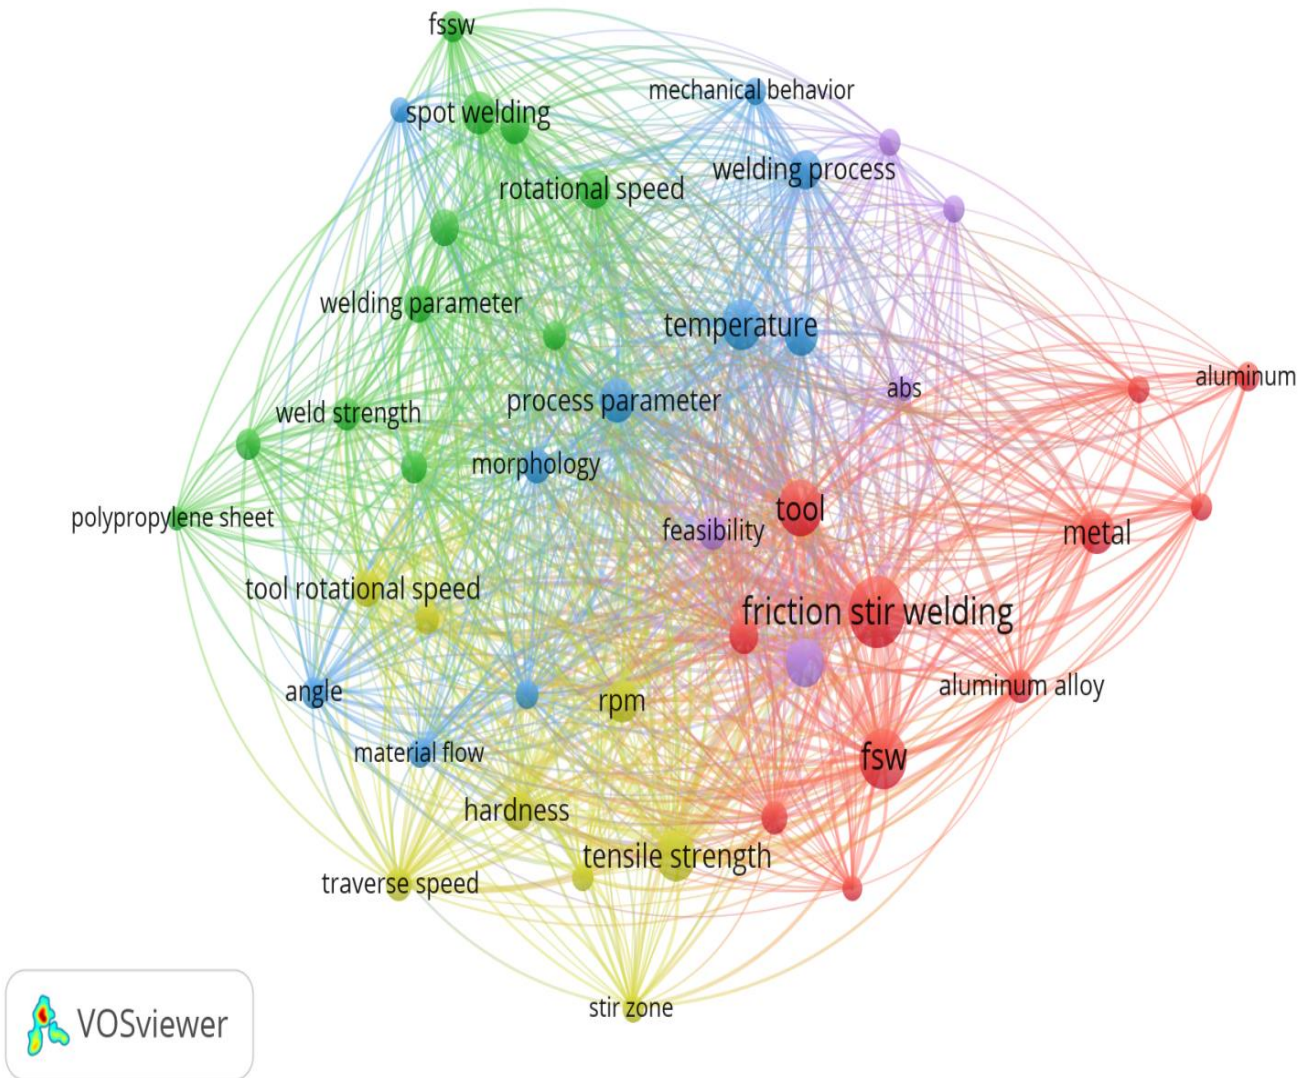 fssw
mechanical behavior
spot welding
welding process
rotational speed
welding parameter
temperature
aluminum
abs
process parameter
weld strength
morphology
tool
polypropylene sheet
feasibility
metal
tool rotational speed
friction stir welding
angle
aluminum alloy
rpm
material flow
fsw
hardness
tensile strength
traverse speed
stir zone
VOSviewer